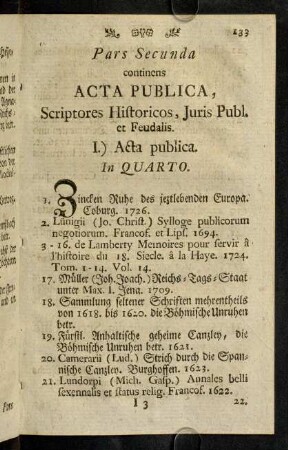 133
Pars Secunda
continens
ACTA PUBLICA,
Scriptores Historicos, Juris Publ.
et Feudalis.
I.) Acta publica.
In QUARTO.
1. Zincken Ruhe des jeztlebenden Europa.
Coburg. 1726.
2. Lünigii (Jo. Christ.) Sylloge publicorum
negotiorum. Francof. et Lips. 1694.
3 - 16. de Lamberty Memoires pour servir à
l'histoire du 18. Siecle. à la Haye. 1724.
Tom. 1-14. Vol. 14.
17. Müller (Joh. Joach.) Reichs-Tags-Staat
unter Max. I. Jena. 1709.
18. Sammlung seltener Schriften mehrentheils
von 1618. bis 1620. die Böhmische Unruhen
betr.
19. Fürstl. Anhaltische geheime Canzley, die
Böhmische Unruhen betr. 1621.
20. Camerarii (Lud.) Strich durch die Span-
nische Canzley. Burghoffen. 1623.
21. Lundorpi (Mich. Gasp.) Annales belli
sexennalis et status relig. Francof. 1622.
I 3
22.